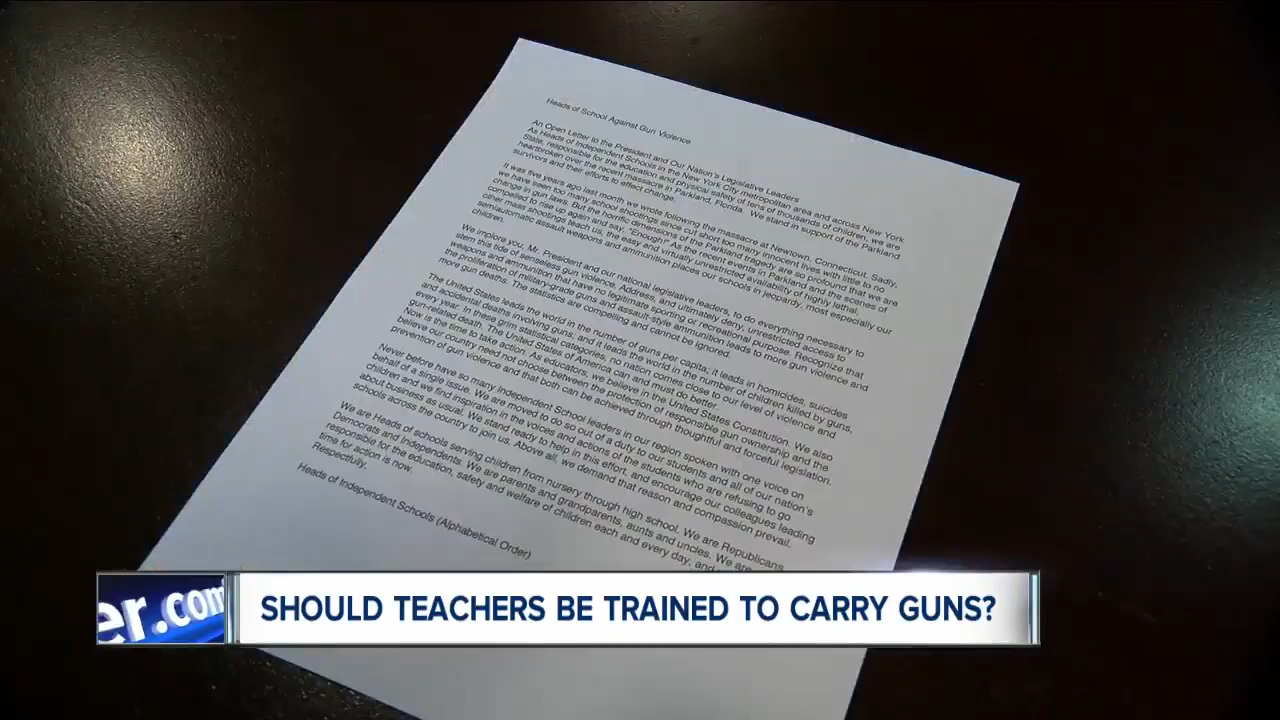 Heads of School Against Gun Violence
An Open Letter to the President and Our Nation's Legislative Leaders
As Heads of Independent Schools in the New York City metropolitan area and across New York
State, responsible for the education and physical safety of tens of thousands of children, we are
heartbroken over the recent massacre in Parkland, Florida. We stand in support of the Parkland
survivors and their efforts to effect change.
It was five years ago last month we wrote following the massacre at Newtown, Connecticut. Sadly,
we have seen too many school shootings since cut short too many innocent lives with little to no
change in gun laws. But the horrific dimensions of the Parkland tragedy are so profound that we are
compelled to rise up again and say, "Enough!" As the recent events in Parkland and the scenes of
other mass shootings teach us, the easy and virtually unrestricted availability of highly lethal,
semiautomatic assault weapons and ammunition places our schools in jeopardy, most especially our
children.
We implore you, Mr. President and our national legislative leaders, to do everything necessary to
stem this tide of senseless gun violence. Address, and ultimately deny, unrestricted access to
weapons and ammunition that have no legitimate sporting or recreational purpose. Recognize that
the proliferation of military-grade guns and assault-style ammunition leads to more gun violence and
more gun deaths. The statistics are compelling and cannot be ignored.
The United States leads the world in the number of guns per capita; it leads in homicides, suicides
and accidental deaths involving guns; and it leads the world in the number of children killed by guns,
every year. In these grim statistical categories, no nation comes close to our level of violence and
gun-related death. The United States of America can and must do better.
Now is the time to take action. As educators, we believe in the United States Constitution. We also
believe our country need not choose between the protection of responsible gun ownership and the
prevention of gun violence and that both can be achieved through thoughtful and forceful legislation.
Never before have so many Independent School leaders in our region spoken with one voice on
behalf of a single issue. We are moved to do so out of a duty to our students and all of our nation's
children and we find inspiration in the voices and actions of the students who are refusing to go
about business as usual. We stand ready to help in this effort, and encourage our colleagues leading
schools across the country to join us. Above all, we demand that reason and compassion prevail.
We are Heads of schools serving children from nursery through high school. We are Republicans,
Democrats and Independents. We are parents and grandparents, aunts and uncles. We are
responsible for the education, safety and welfare of children each and every day, and
time for action is now.
Respectfully,
Heads of Independent Schools (Alphabetical Order)
er.com
SHOULD TEACHERS BE TRAINED TO CARRY GUNS?